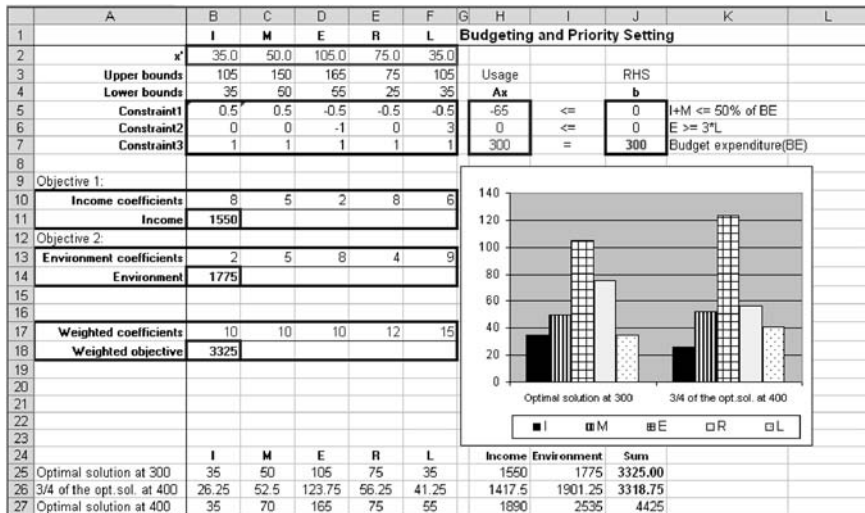 A B C D E F G H I J K L
1 I M E R L Budgeting and Priority Setting
2 x' 35.0 50.0 105.0 75.0 35.0
3 Upper bounds 105 150 165 75 105 Usage RHS
4 Lower bounds 35 50 55 25 35 Ax b
5 Constraint1 0.5 0.5 -0.5 -0.5 -0.5 -65 <= 0 I+M <= 50% of BE
6 Constraint2 0 0 -1 0 3 0 <= 0 E >= 3*L
7 Constraint3 1 1 1 1 1 300 = 300 Budget expenditure(BE)
8
9 Objective 1:
10 Income coefficients 8 5 2 8 6
11 Income 1550
12 Objective 2:
13 Environment coefficients 2 5 8 4 9
14 Environment 1775
15
16
17 Weighted coefficients 10 10 10 12 15
18 Weighted objective 3325
19
20
21
22
23
140
120
100
80
60
40
20
0
Optimal solution at 300 3/4 of the opt.sol. at 400
I M E R L
24 I M E R L Income Environment Sum
25 Optimal solution at 300 35 50 105 75 35 1550 1775 3325.00
26 3/4 of the opt.sol. at 400 26.25 52.5 123.75 56.25 41.25 1417.5 1901.25 3318.75
27 Optimal solution at 400 35 70 165 75 55 1890 2535 4425